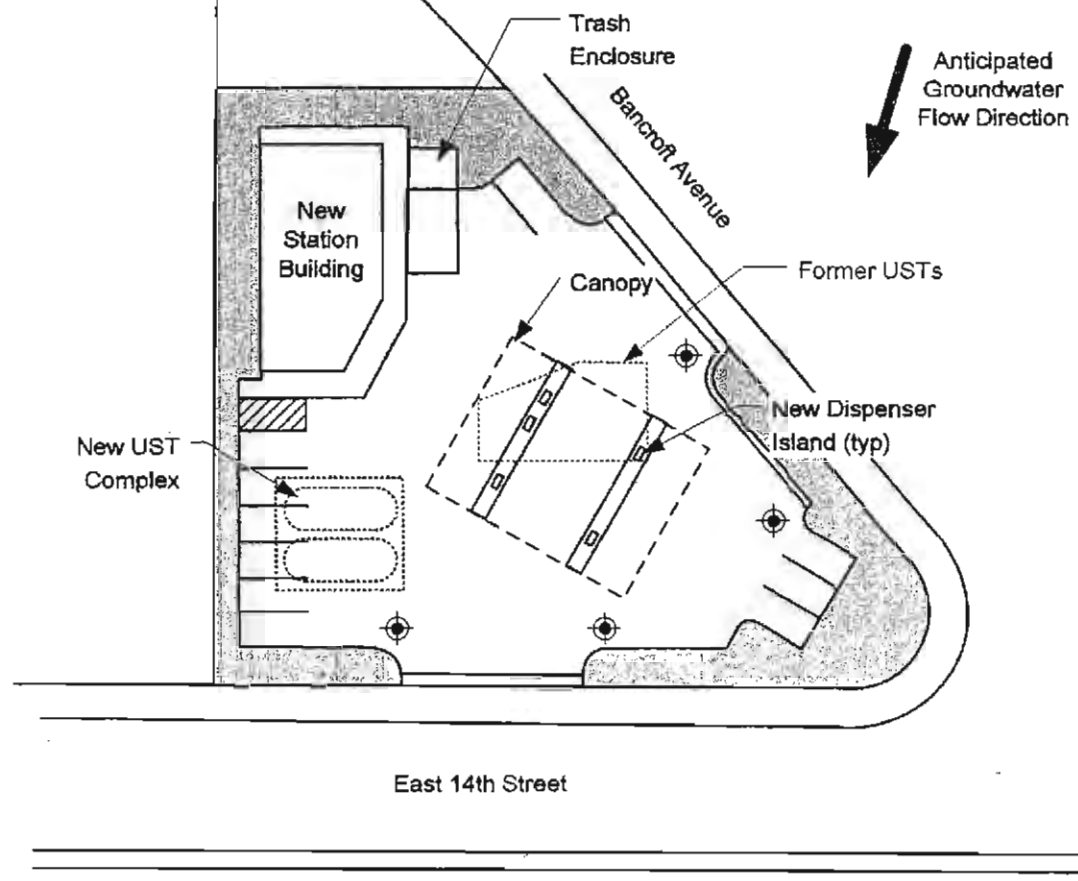 Trash
Enclosure
Anticipated
Groundwater
Flow Direction
Bancroft Avenue
New
Station
Building
Canopy
Former USTs
New Dispenser
Island (typ)
New UST
Complex
East 14th Street